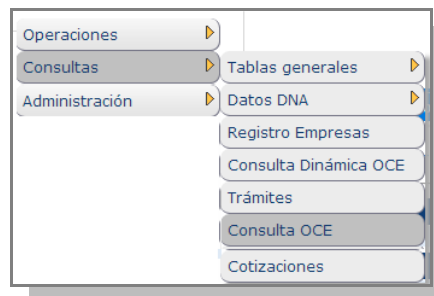 Operaciones
Consultas
Administración
Tablas generales
Datos DNA
Registro Empresas
Consulta Dinámica OCE
Trámites
Consulta OCE
Cotizaciones